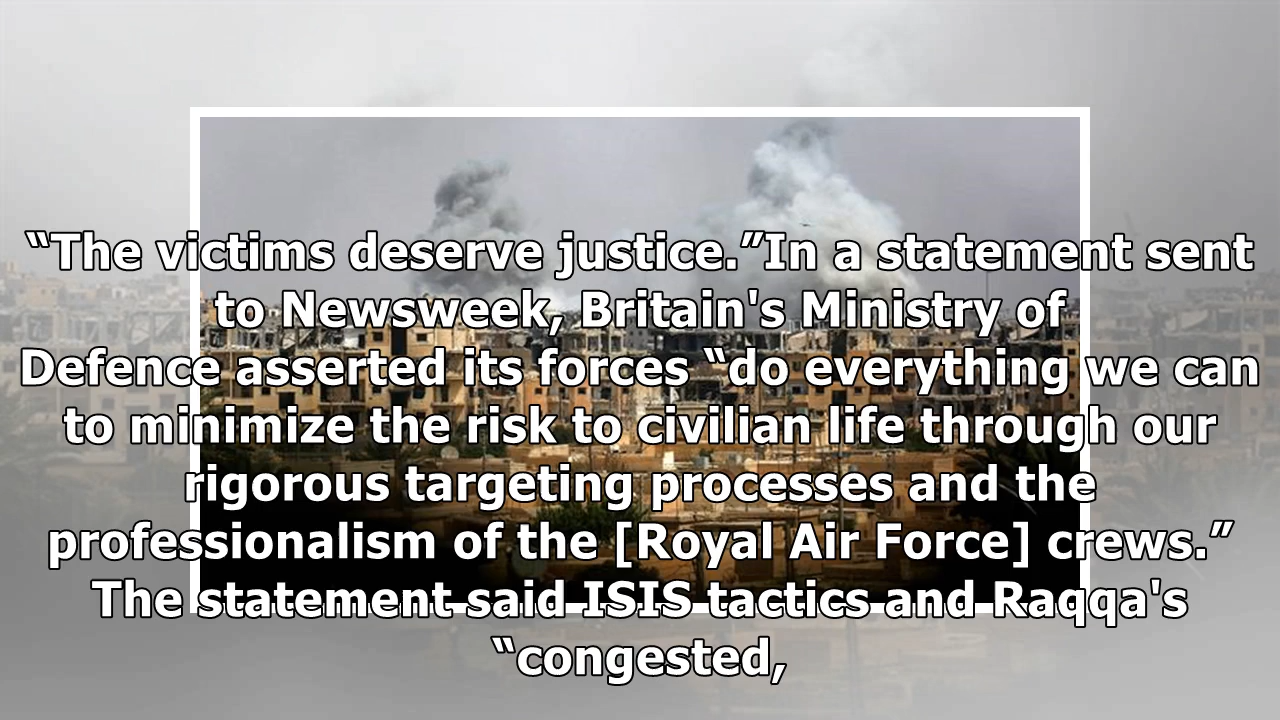 “The victims deserve justice.”In a statement sent
to Newsweek, Britain's Ministry of
Defence asserted its forces “do everything we can
to minimize the risk to civilian life through our
rigorous targeting processes and the
professionalism of the [Royal Air Force] crews.”
The statement said ISIS tactics and Raqqa's
“congested,